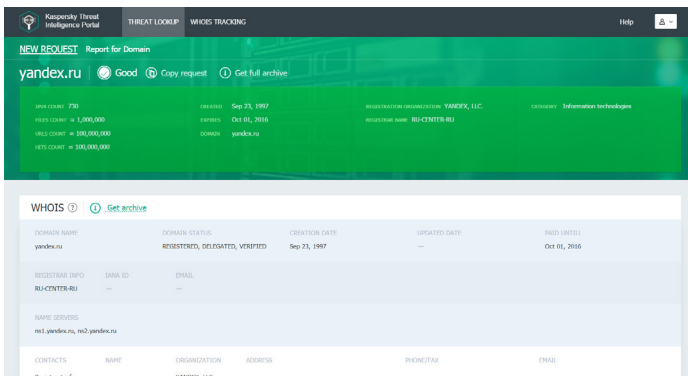 Kaspersky Threat
Intelligence Portal
THREAT LOOKUP WHOIS TRACKING Help
NEW REQUEST Report for Domain
yandex.ru Good Copy request Get full archive
IPV4 COUNT 730 CREATED Sep 23, 1997 REGISTRATION ORGANIZATION YANDEX, LLC. CATEGORY Information technologies
FILES COUNT ≈ 1,000,000 EXPIRES Oct 01, 2016 REGISTRAR NAME RU-CENTER-RU
URLS COUNT ≈ 100,000,000 DOMAIN yandex.ru
HITS COUNT ≈ 100,000,000
WHOIS ? Get archive
DOMAIN NAME DOMAIN STATUS CREATION DATE UPDATED DATE PAID UNTILL
yandex.ru REGISTERED, DELEGATED, VERIFIED Sep 23, 1997 — Oct 01, 2016
REGISTRAR INFO IANA ID EMAIL
RU-CENTER-RU — —
NAME SERVERS
ns1.yandex.ru, ns2.yandex.ru
CONTACTS NAME ORGANIZATION ADDRESS PHONE/FAX EMAIL